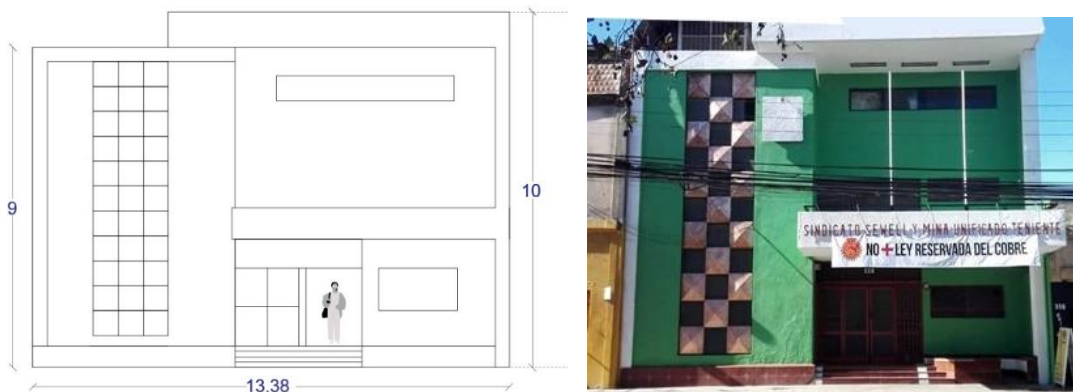 10
9
13.38
SINDICATO SEWELL Y MINA UNIFICADO TENIENTE
NO + LEY RESERVADA DEL COBRE